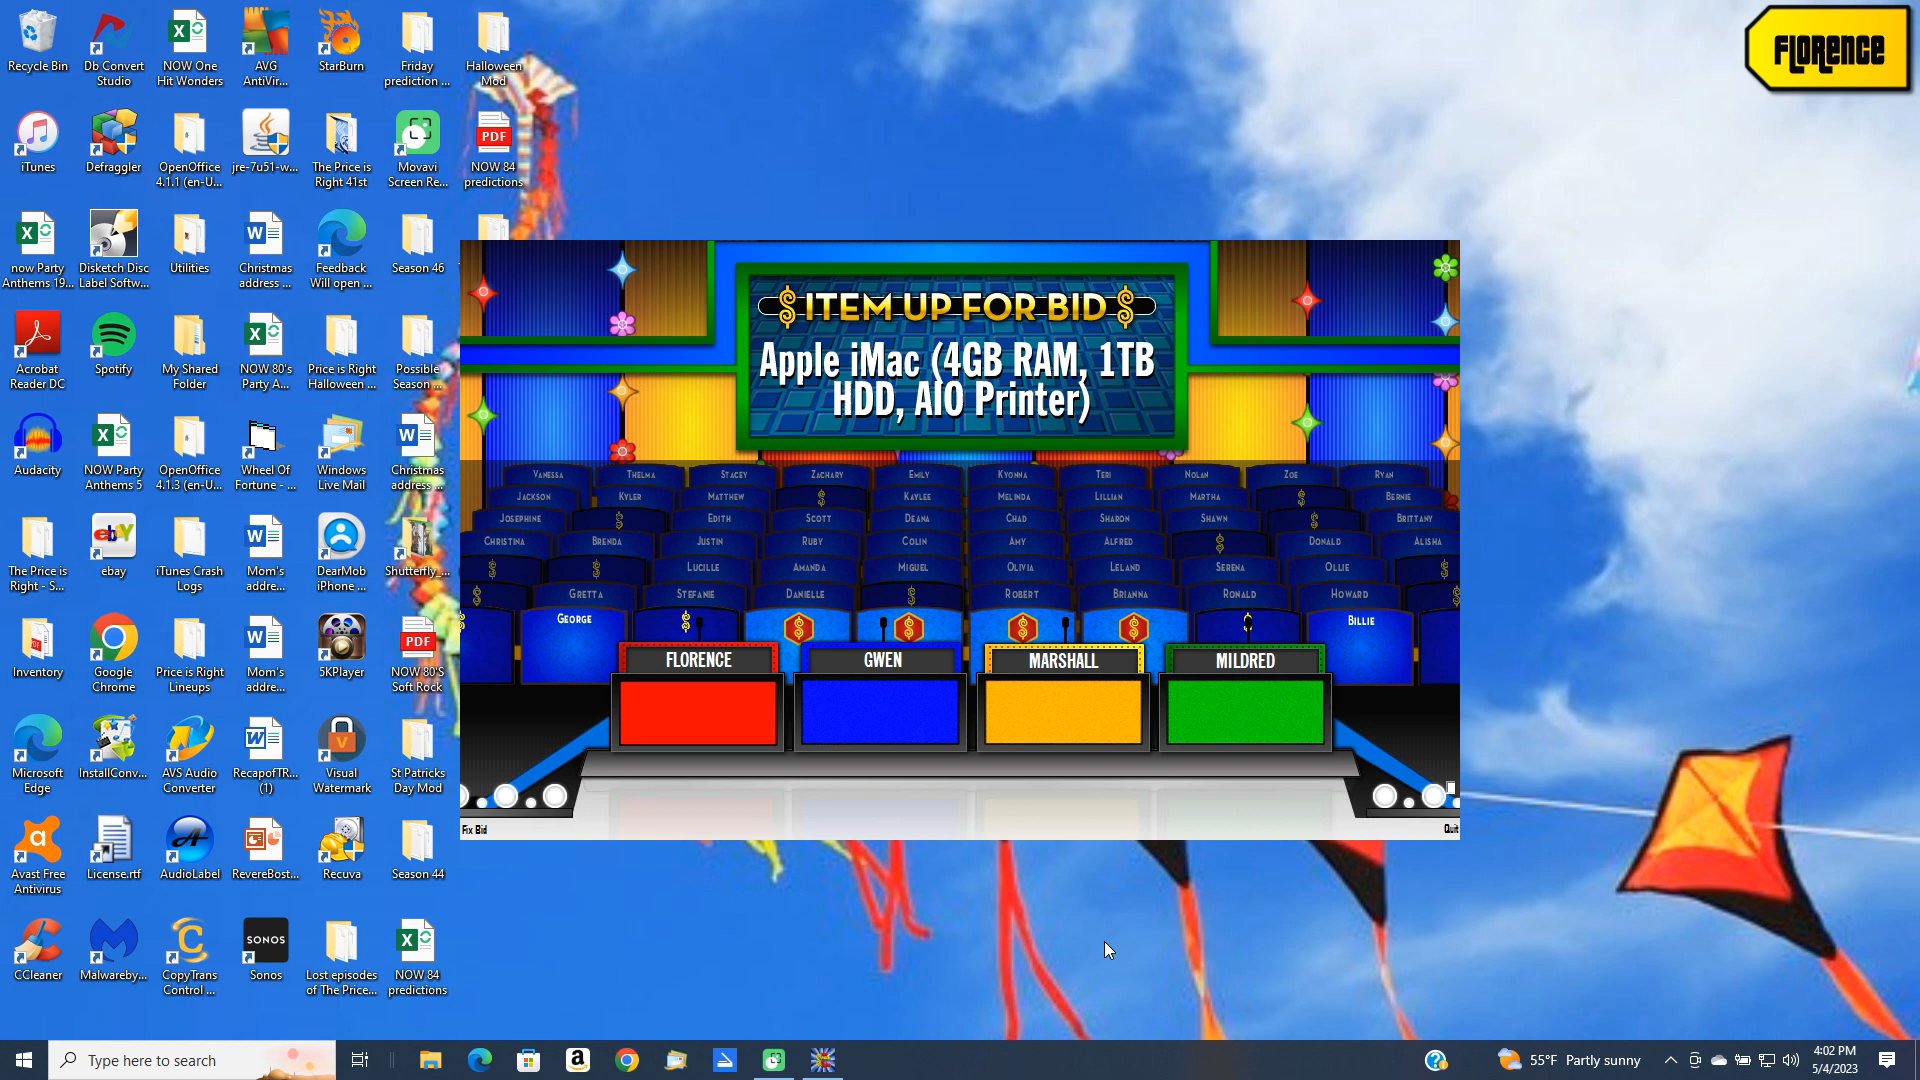 Recycle Bin
Db Convert
Studio
NOW One
Hit Wonders
AVG
AntiVir...
StarBurn
Friday
prediction ...
Halloween
Mod
FLORENCE
iTunes
Defraggler
OpenOffice
4.1.1 (en-U...
jre-7u51-w...
The Price is
Right 41st
Movavi
Screen Re...
PDF
NOW 84
predictions
now Party
Anthems 19...
Disketch Disc
Label Softw...
Utilities
Christmas
address ...
Feedback
Will open ...
Season 46
Acrobat
Reader DC
Spotify
My Shared
Folder
NOW 80's
Party A...
Price is Right
Halloween ...
Possible
Season ...
Audacity
NOW Party
Anthems 5
OpenOffice
4.1.3 (en-U...
Wheel Of
Fortune - ...
Windows
Live Mail
Christmas
address ...
The Price is
Right - S...
ebay
iTunes Crash
Logs
Mom's
addre...
DearMob
iPhone ...
Shutterfly_...
Inventory
Google
Chrome
Price is Right
Lineups
Mom's
addre...
5KPlayer
PDF
NOW 80'S
Soft Rock
Microsoft
Edge
InstallConv...
AVS Audio
Converter
RecapofTR...
(1)
Visual
Watermark
St Patricks
Day Mod
Avast Free
Antivirus
License.rtf
AudioLabel
RevereBost...
Recuva
Season 44
CCleaner
Malwareby...
CopyTrans
Control ...
SONOS
Sonos
Lost episodes
of The Price...
NOW 84
predictions
ITEM UP FOR BID
Apple iMac (4GB RAM, 1TB
HDD, AIO Printer)
VANESSA THELMA STACEY ZACHARY EMILY KYONNA TERI NOLAN ZOE RYAN
JACKSON KYLER MATTHEW KAYLEE MELINDA LILLIAN MARTHA BERNIE
JOSEPHINE EDITH SCOTT DEANA CHAD SHARON SHAWN BRITTANY
CHRISTINA BRENDA JUSTIN RUBY COLIN AMY ALFRED DONALD ALISHA
LUCILLE AMANDA MIGUEL OLIVIA LELAND SERENA OLLIE
GRETTA STEFANIE DANIELLE ROBERT BRIANNA RONALD HOWARD
GEORGE BILLIE
FLORENCE GWEN MARSHALL MILDRED
Fix Bid Quit
Type here to search
55°F Partly sunny
4:02 PM
5/4/2023